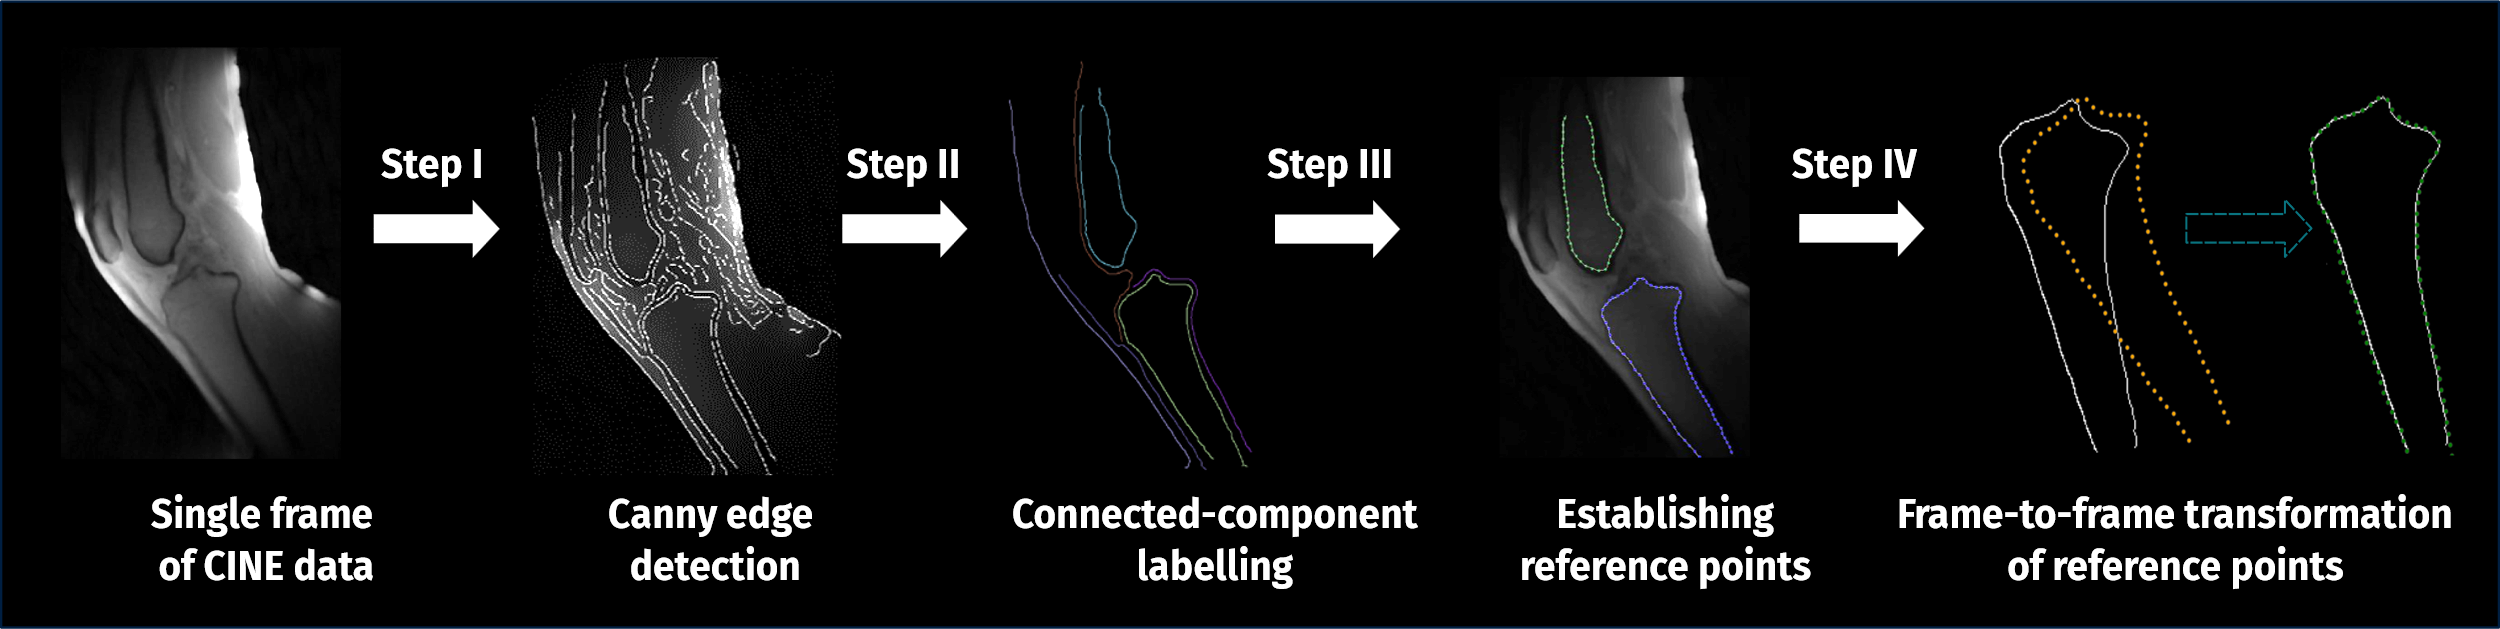 Step I
Step II
Step III
Step IV
Single frame
of CINE data
Canny edge
detection
Connected-component
labelling
Establishing
reference points
Frame-to-frame transformation
of reference points